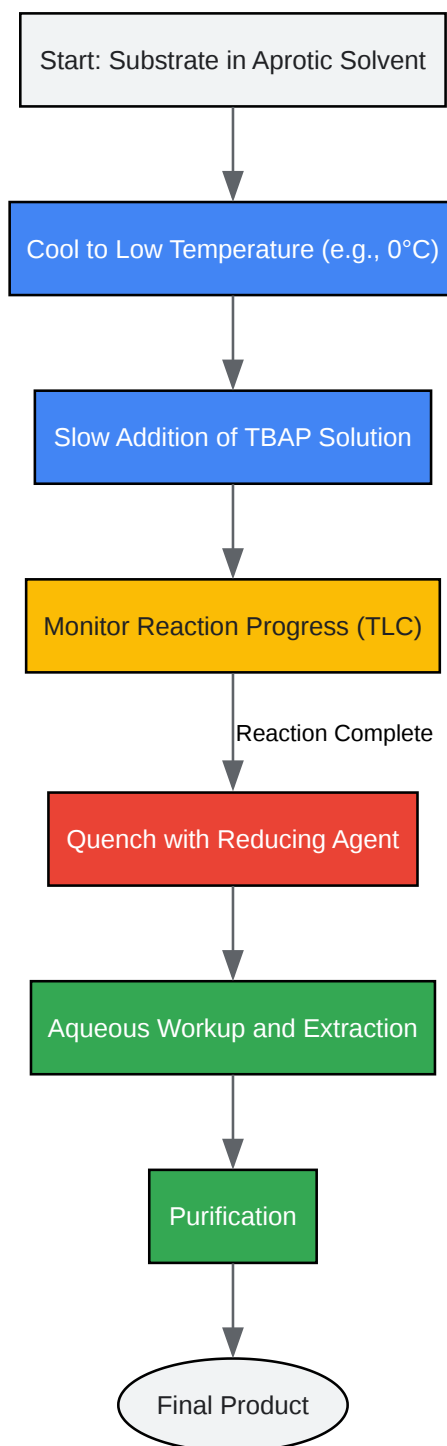 Start: Substrate in Aprotic Solvent
Cool to Low Temperature (e.g., 0°C)
Slow Addition of TBAP Solution
Monitor Reaction Progress (TLC)
Reaction Complete
Quench with Reducing Agent
Aqueous Workup and Extraction
Purification
Final Product